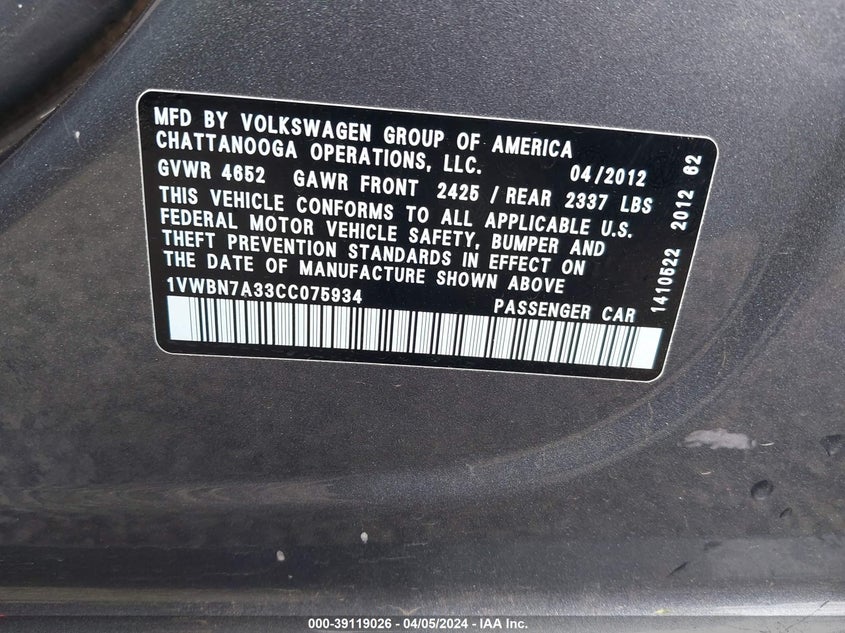 MFD BY VOLKSWAGEN GROUP OF AMERICA
CHATTANOOGA OPERATIONS, LLC.
04/2012
GVWR 4652 GAWR FRONT 2425 / REAR 2337 LBS
THIS VEHICLE CONFORMS TO ALL APPLICABLE U.S.
FEDERAL MOTOR VEHICLE SAFETY, BUMPER AND
THEFT PREVENTION STANDARDS IN EFFECT ON
THE DATE OF MANUFACTURE SHOWN ABOVE
1VWBN7A33CC075934
PASSENGER CAR
1410522 2012 62
000-39119026 - 04/05/2024 - IAA Inc.